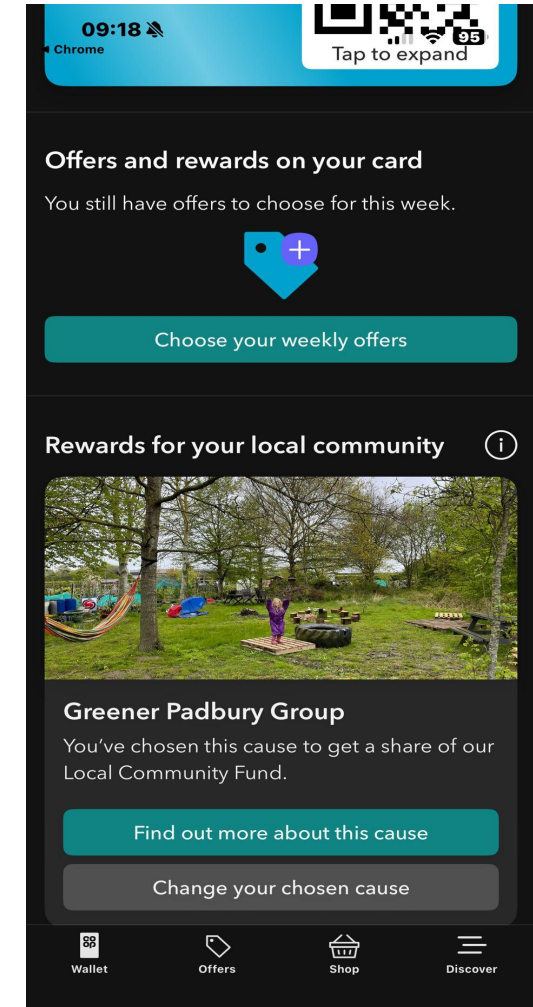 09:18
Chrome
95
Tap to expand
Offers and rewards on your card
You still have offers to choose for this week.
Choose your weekly offers
Rewards for your local community
Greener Padbury Group
You've chosen this cause to get a share of our
Local Community Fund.
Find out more about this cause
Change your chosen cause
CO
OP
Wallet
Offers
Shop
Discover